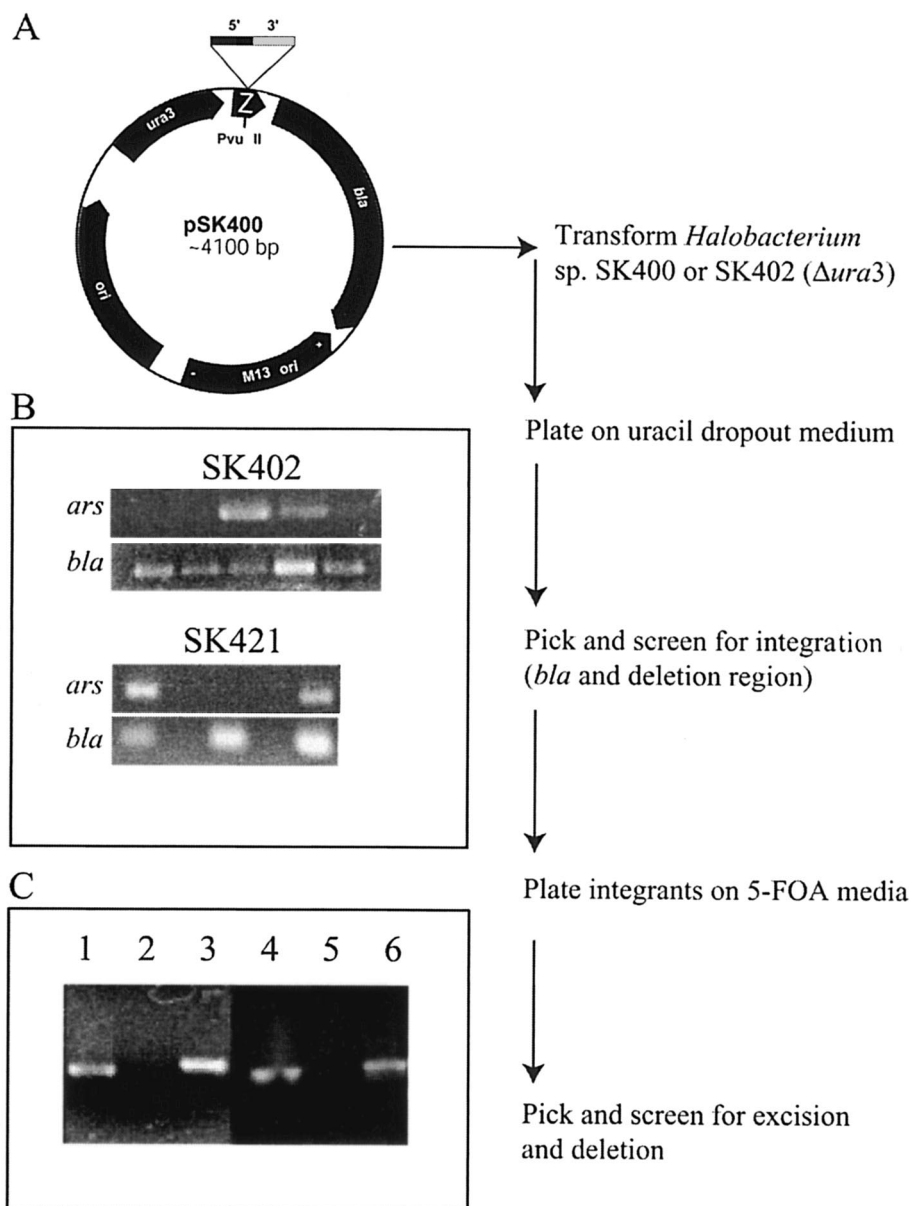 A
5' 3'
ura3
Z
Pvu II
bla
pSK400
~4100 bp
ori
- M13 ori +
Transform Halobacterium
sp. SK400 or SK402 (Δura3)
Plate on uracil dropout medium
B
SK402
ars
bla
SK421
ars
bla
Pick and screen for integration
(bla and deletion region)
Plate integrants on 5-FOA media
C
1 2 3 4 5 6
Pick and screen for excision
and deletion